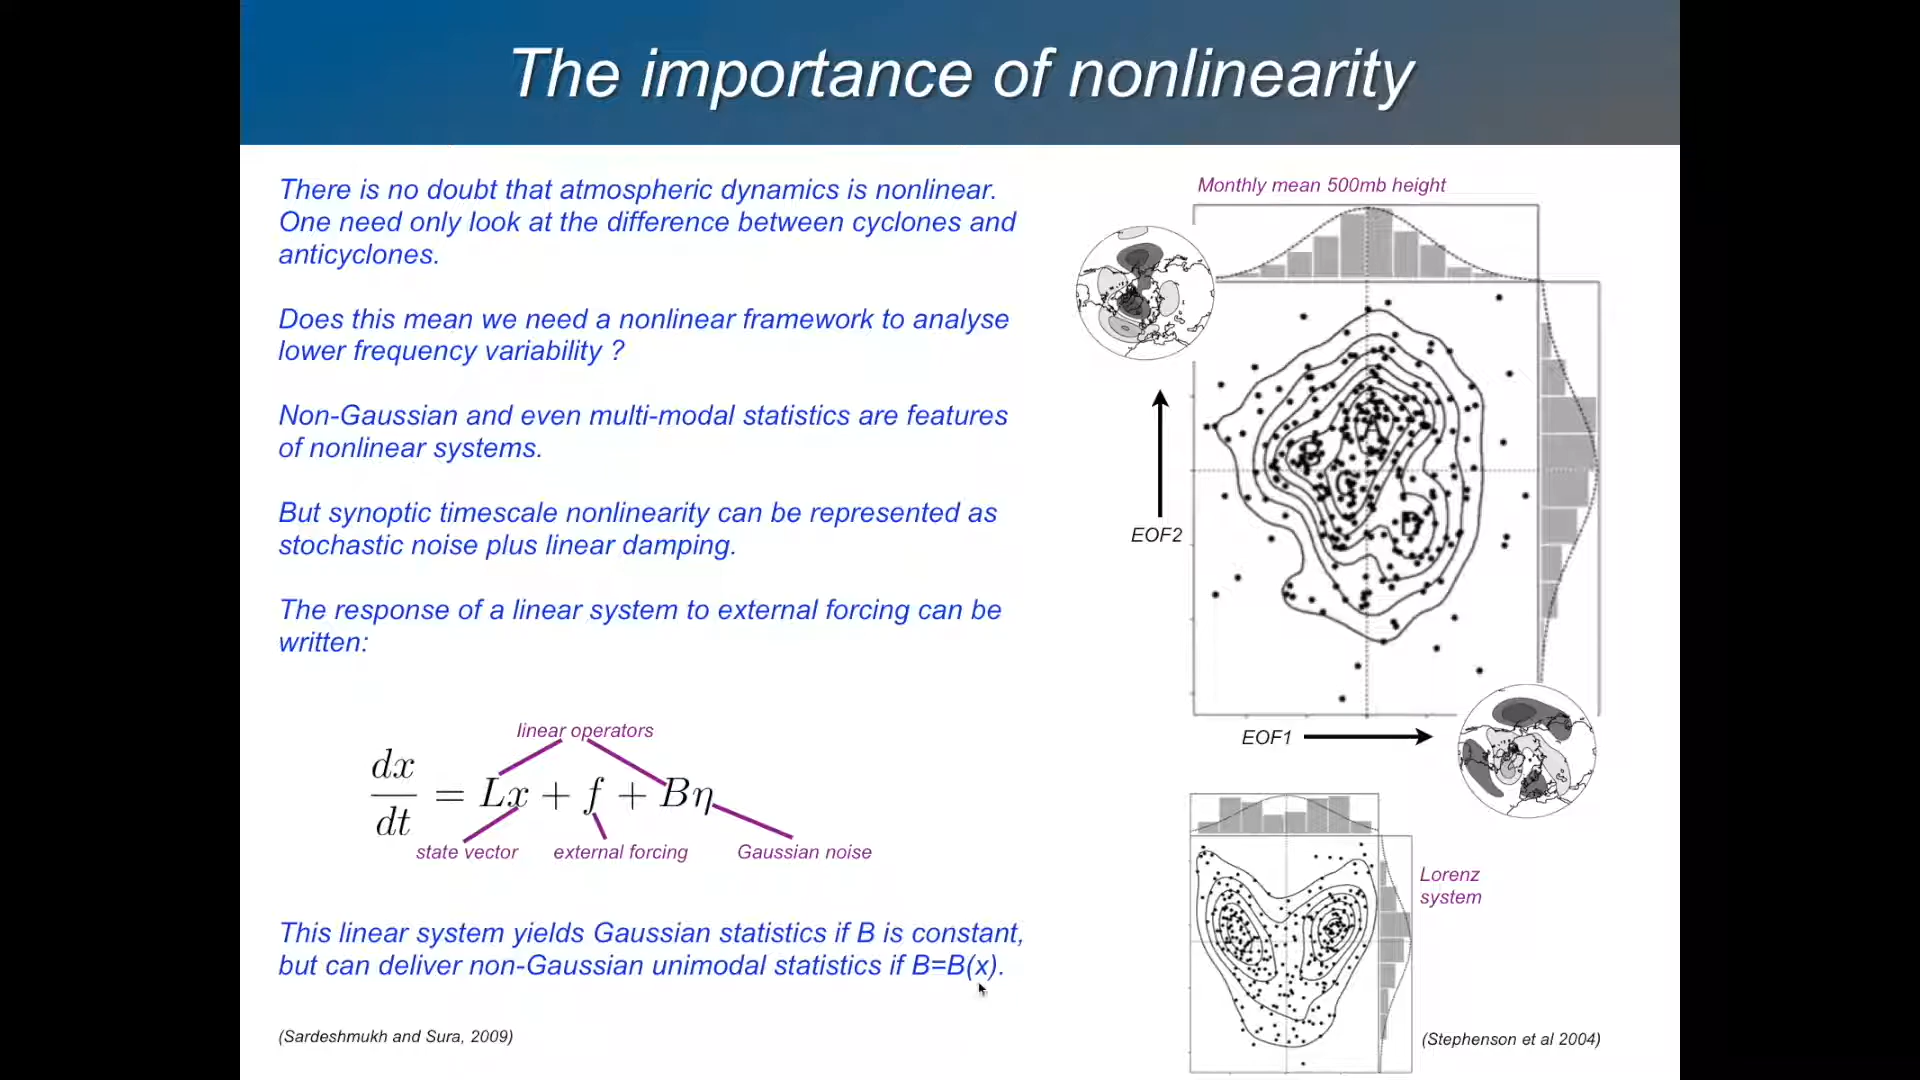 The importance of nonlinearity
There is no doubt that atmospheric dynamics is nonlinear.
One need only look at the difference between cyclones and
anticyclones.
Does this mean we need a nonlinear framework to analyse
lower frequency variability ?
Non-Gaussian and even multi-modal statistics are features
of nonlinear systems.
But synoptic timescale nonlinearity can be represented as
stochastic noise plus linear damping.
The response of a linear system to external forcing can be
written:
linear operators
dx/dt = Lx + f + Bη
state vector external forcing Gaussian noise
This linear system yields Gaussian statistics if B is constant,
but can deliver non-Gaussian unimodal statistics if B=B(x).
(Sardeshmukh and Sura, 2009)
Monthly mean 500mb height
A
B
C
D
EOF2
EOF1
Lorenz
system
(Stephenson et al 2004)